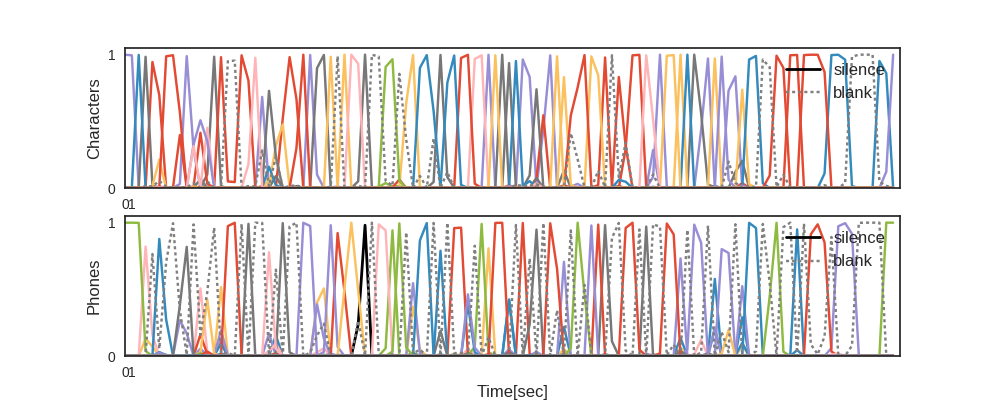 1
Characters
silence
blank
0
01
1
Phones
silence
blank
0
01
Time[sec]